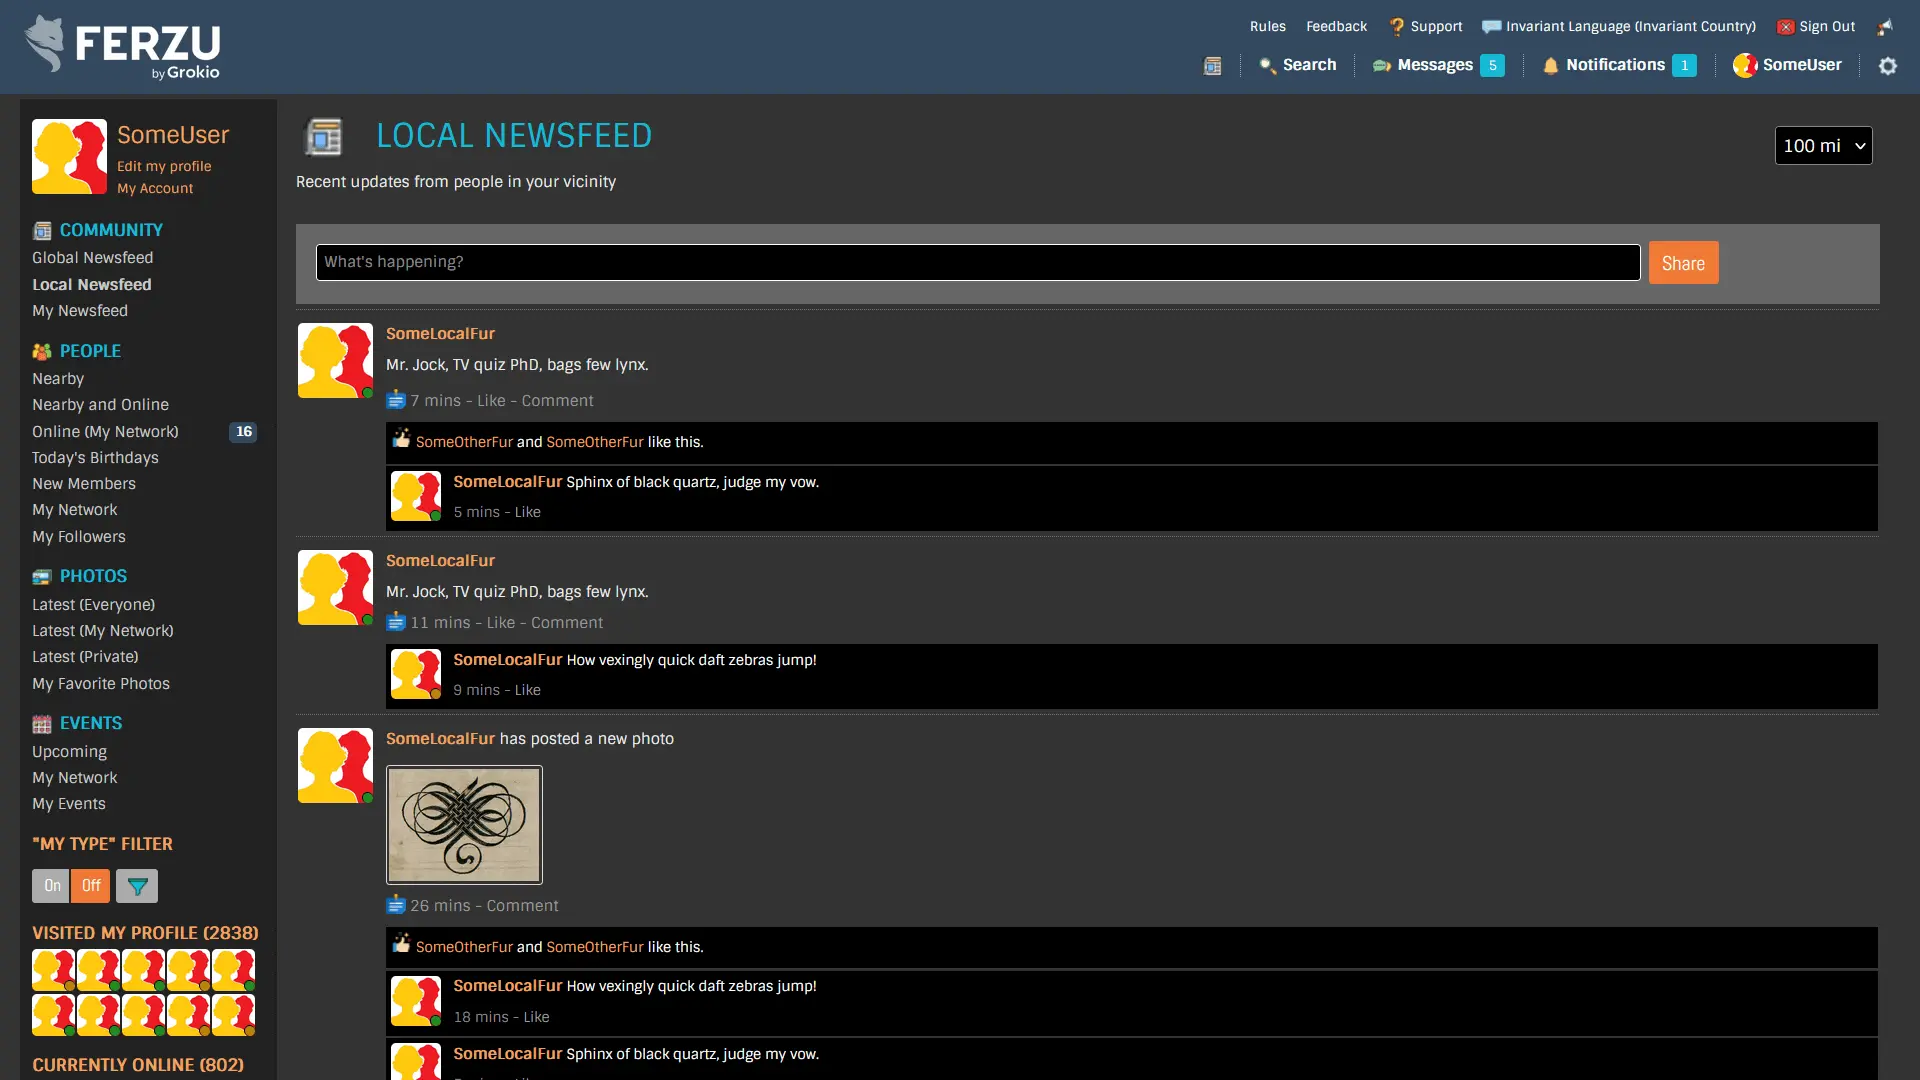 FERZU
by Grokio
Rules Feedback Support Invariant Language (Invariant Country) Sign Out
Search Messages 5 Notifications 1 SomeUser
SomeUser
Edit my profile
My Account
COMMUNITY
Global Newsfeed
Local Newsfeed
My Newsfeed
PEOPLE
Nearby
Nearby and Online
Online (My Network) 16
Today's Birthdays
New Members
My Network
My Followers
PHOTOS
Latest (Everyone)
Latest (My Network)
Latest (Private)
My Favorite Photos
EVENTS
Upcoming
My Network
My Events
"MY TYPE" FILTER
On Off
VISITED MY PROFILE (2838)
CURRENTLY ONLINE (802)
LOCAL NEWSFEED
100 mi
Recent updates from people in your vicinity
What's happening?
Share
SomeLocalFur
Mr. Jock, TV quiz PhD, bags few lynx.
7 mins - Like - Comment
SomeOtherFur and SomeOtherFur like this.
SomeLocalFur Sphinx of black quartz, judge my vow.
5 mins - Like
SomeLocalFur
Mr. Jock, TV quiz PhD, bags few lynx.
11 mins - Like - Comment
SomeLocalFur How vexingly quick daft zebras jump!
9 mins - Like
SomeLocalFur has posted a new photo
26 mins - Comment
SomeOtherFur and SomeOtherFur like this.
SomeLocalFur How vexingly quick daft zebras jump!
18 mins - Like
SomeLocalFur Sphinx of black quartz, judge my vow.